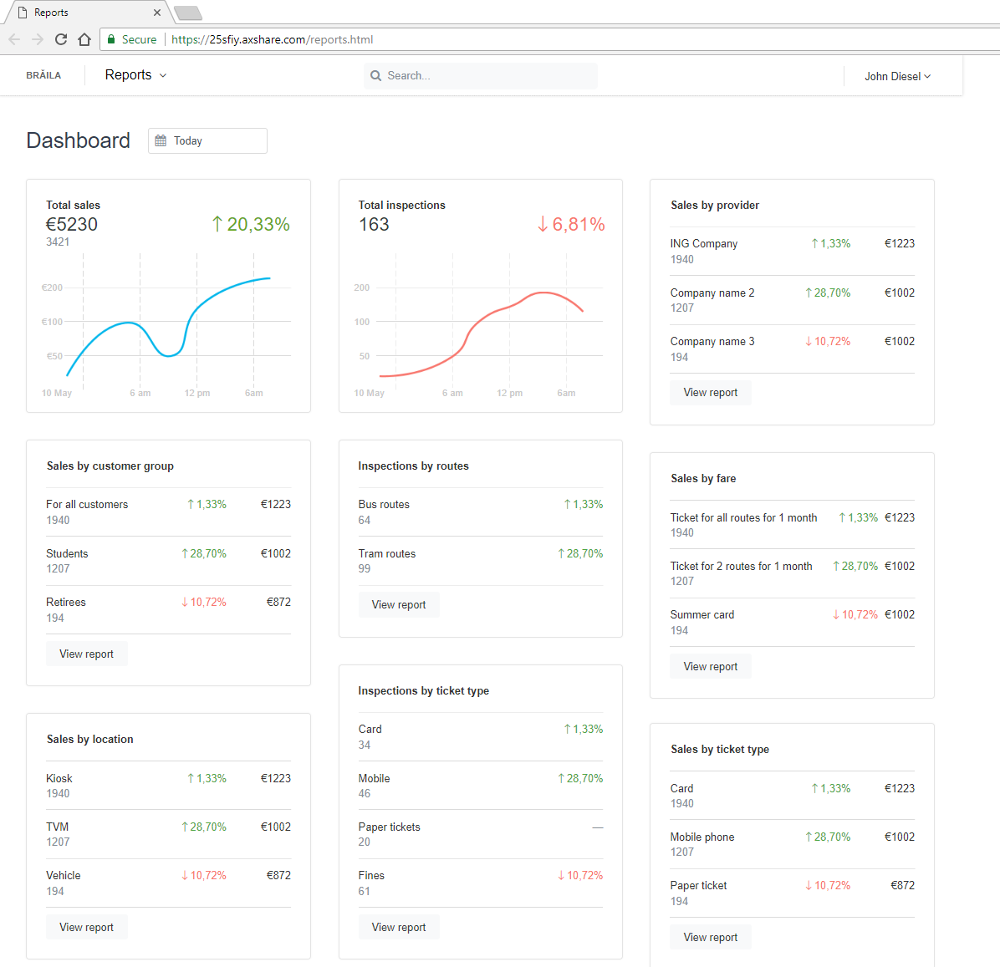 Reports
Secure
https://25sfiy.axshare.com/reports.html
BRĂILA
Reports
Search...
John Diesel
Dashboard
Today
Total sales
€5230
↑ 20,33%
3421
€200
€100
€50
10 May
6 am
12 pm
6am
Total inspections
163
↓ 6,81%
200
100
50
10 May
6 am
12 pm
6am
Sales by provider
ING Company ↑ 1,33% €1223
1940
Company name 2 ↑ 28,70% €1002
1207
Company name 3 ↓ 10,72% €1002
194
View report
Sales by customer group
For all customers ↑ 1,33% €1223
1940
Students ↑ 28,70% €1002
1207
Retirees ↓ 10,72% €872
194
View report
Inspections by routes
Bus routes ↑ 1,33%
64
Tram routes ↑ 28,70%
99
View report
Sales by fare
Ticket for all routes for 1 month ↑ 1,33% €1223
1940
Ticket for 2 routes for 1 month ↑ 28,70% €1002
1207
Summer card ↓ 10,72% €1002
194
View report
Sales by location
Kiosk ↑ 1,33% €1223
1940
TVM ↑ 28,70% €1002
1207
Vehicle ↓ 10,72% €872
194
View report
Inspections by ticket type
Card ↑ 1,33%
34
Mobile ↑ 28,70%
46
Paper tickets —
20
Fines ↓ 10,72%
61
View report
Sales by ticket type
Card ↑ 1,33% €1223
1940
Mobile phone ↑ 28,70% €1002
1207
Paper ticket ↓ 10,72% €872
194
View report